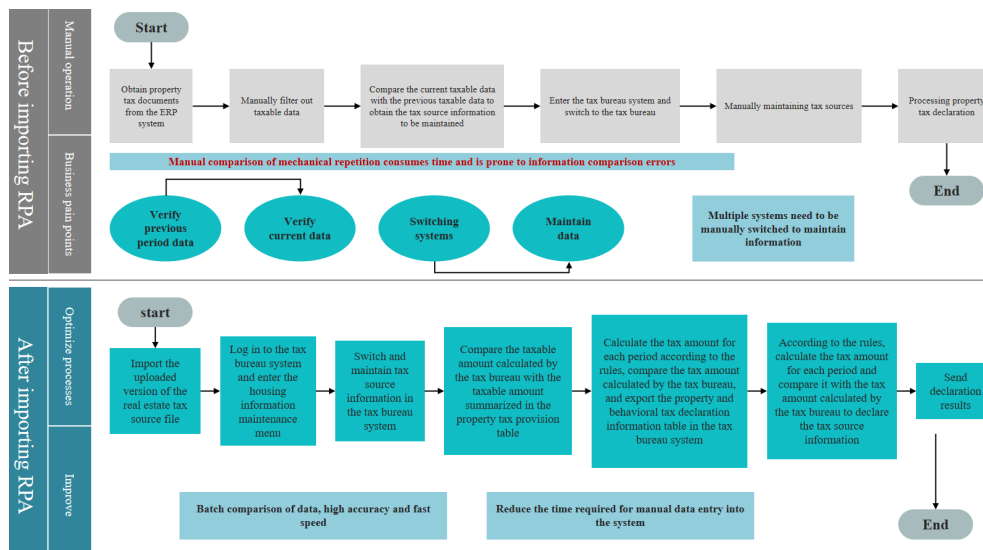 Before importing RPA
Manual operation
Start
Obtain property
tax documents
from the ERP
system
Manually filter out
taxable data
Compare the current taxable data
with the previous taxable data to
obtain the tax source information
to be maintained
Enter the tax bureau system and
switch to the tax bureau
Manually maintaining tax sources
Processing property
tax declaration
End
Business pain points
Manual comparison of mechanical repetition consumes time and is prone to information comparison errors
Verify
previous
period data
Verify
current data
Switching
systems
Maintain
data
Multiple systems need to be
manually switched to maintain
information
After importing RPA
Optimize processes
start
Import the
uploaded
version of the
real estate tax
source file
Log in to the tax
bureau system
and enter the
housing
information
maintenance
menu
Switch and
maintain tax
source
information in
the tax bureau
system
Compare the taxable
amount calculated by
the tax bureau with the
taxable amount
summarized in the
property tax provision
table
Calculate the tax amount for
each period according to the
rules, compare the tax amount
calculated by the tax bureau,
and export the property and
behavioral tax declaration
information table in the tax
bureau system
According to the rules,
calculate the tax amount
for each period and
compare it with the tax
amount calculated by
the tax bureau to declare
the tax source
information
Send
declaration
results
End
Improve
Batch comparison of data, high accuracy and fast
speed
Reduce the time required for manual data entry into
the system